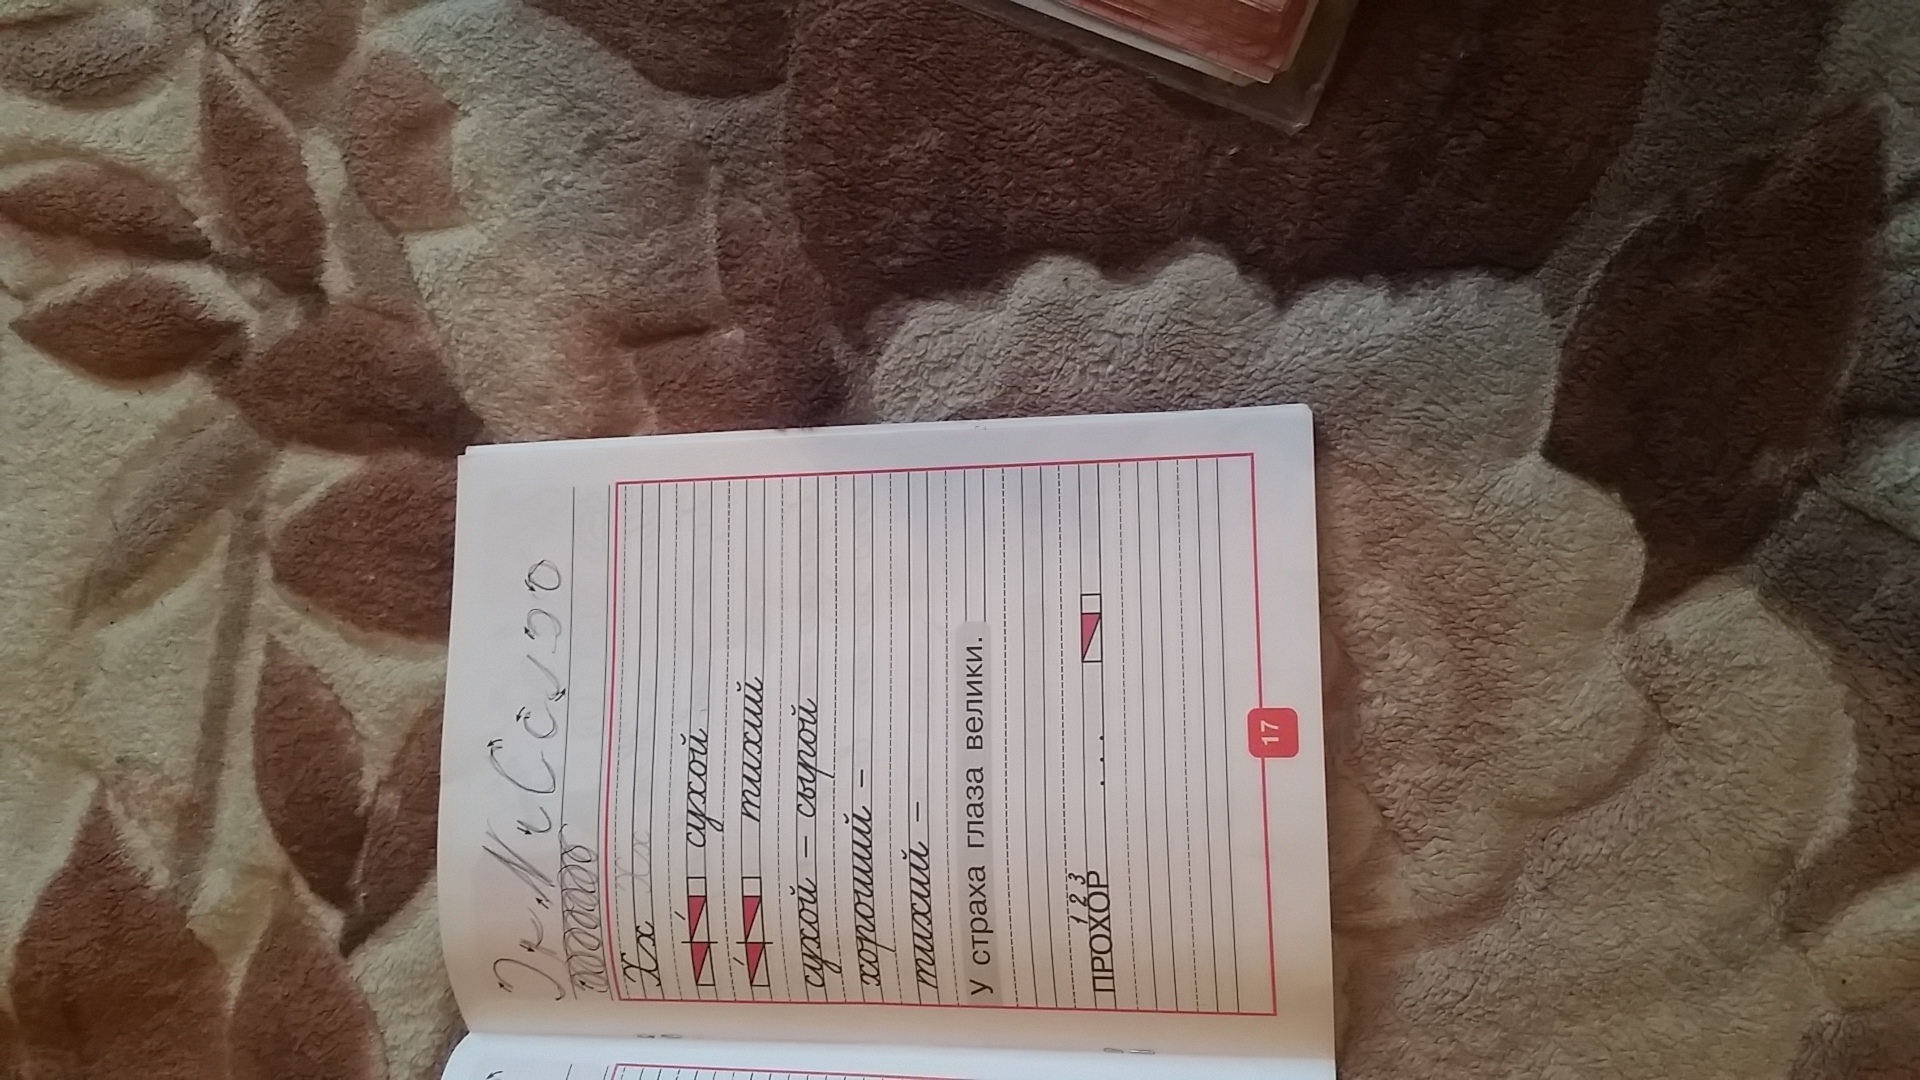 Хх Хх
сухой
тихий
сухой – сырой
хороший –
тихий –
У страха глаза велики.
1 2 3
ПРОХОР . . . .
17